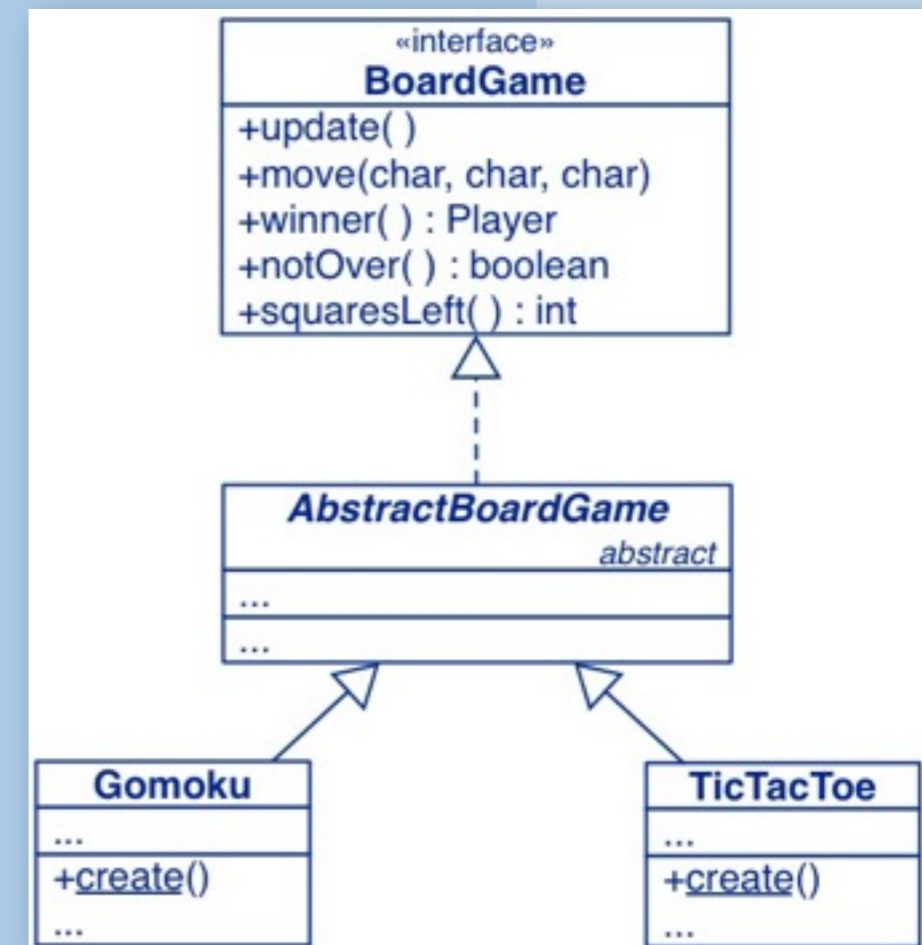 «interface»
BoardGame
+update( )
+move(char, char, char)
+winner( ) : Player
+notOver( ) : boolean
+squaresLeft( ) : int
AbstractBoardGame
abstract
...
...
Gomoku
...
+create()
...
TicTacToe
...
+create()
...